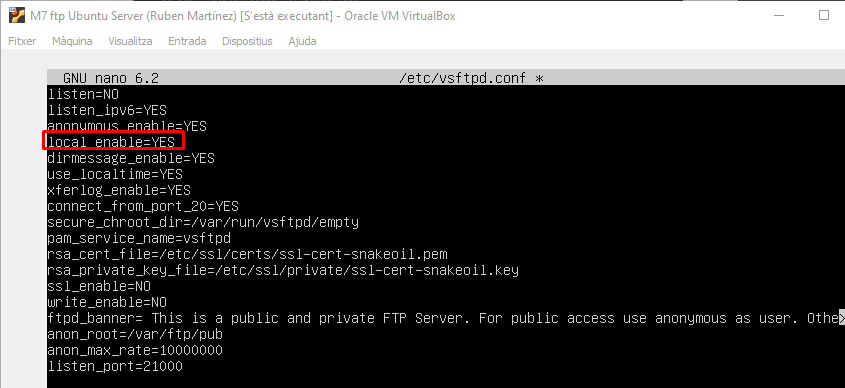 M7 ftp Ubuntu Server (Ruben Martínez) [S'està executant] - Oracle VM VirtualBox
Fitxer Màquina Visualitza Entrada Dispositius Ajuda
GNU nano 6.2 /etc/vsftpd.conf *
listen=NO
listen_ipv6=YES
anonymous_enable=YES
local_enable=YES
dirmessage_enable=YES
use_localtime=YES
xferlog_enable=YES
connect_from_port_20=YES
secure_chroot_dir=/var/run/vsftpd/empty
pam_service_name=vsftpd
rsa_cert_file=/etc/ssl/certs/ssl-cert-snakeoil.pem
rsa_private_key_file=/etc/ssl/private/ssl-cert-snakeoil.key
ssl_enable=NO
write_enable=NO
ftpd_banner= This is a public and private FTP Server. For public access use anonymous as user. Othe>
anon_root=/var/ftp/pub
anon_max_rate=10000000
listen_port=21000